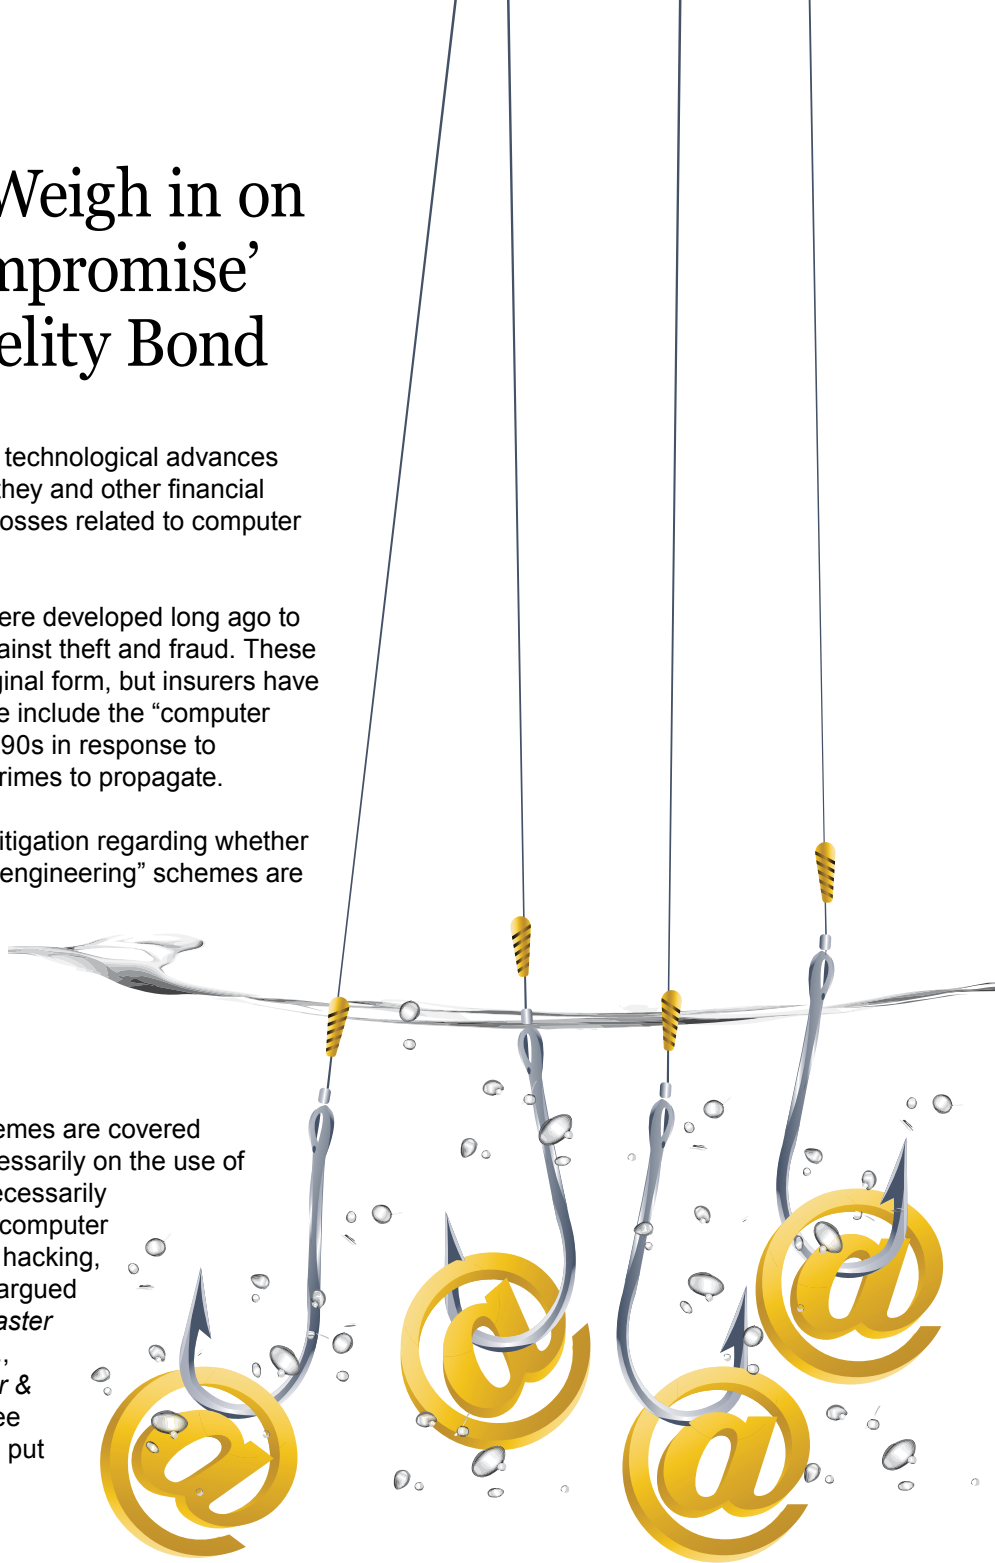 Weigh in on
mpromise’
elity Bond
technological advances
they and other financial
osses related to computer
ere developed long ago to
ainst theft and fraud. These
ginal form, but insurers have
e include the “computer
90s in response to
rimes to propagate.
itigation regarding whether
engineering” schemes are
emes are covered
essarily on the use of
ecessarily
computer
hacking,
argued
aster
.,
r &
ee
put
@
@
@
@